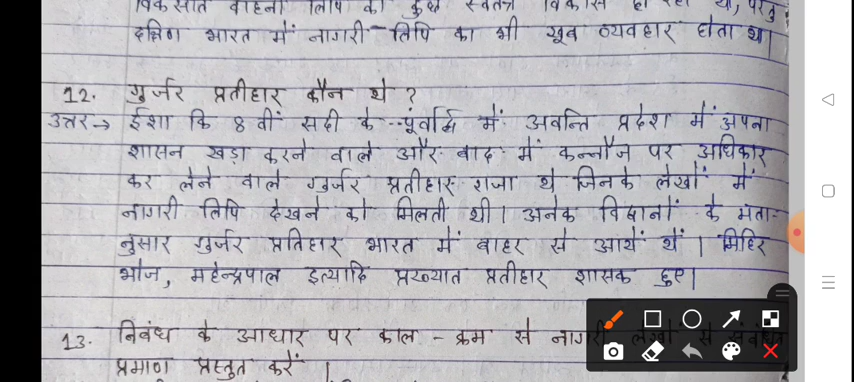 दक्षिण भारत में नागरी-लिपि का भी खूब व्यवहार होता था।
12. गुर्जर प्रतीहार कौन थे ?
उत्तर→ ईशा कि 8 वीं सदी के पूंर्वार्द्ध में अवन्ति प्रदेश में अपना
शासन खड़ा करने वाले और बाद में कन्नौज पर अधिकार
कर लेने वाले गुर्जर प्रतीहार राजा थे जिनके लेखों में
नागरी लिपि देखने को मिलती थी। अनेक विद्वानों के मता-
नुसार गुर्जर प्रतिहार भारत में बाहर से आयें थें। मिहिर
भोज, महेन्द्रपाल इत्यादि प्रख्यात प्रतीहार शासक हुए।
13. निबंध के आधार पर काल-क्रम से नागरी लेखों से संबंधित
प्रमाण प्रस्तुत करें।